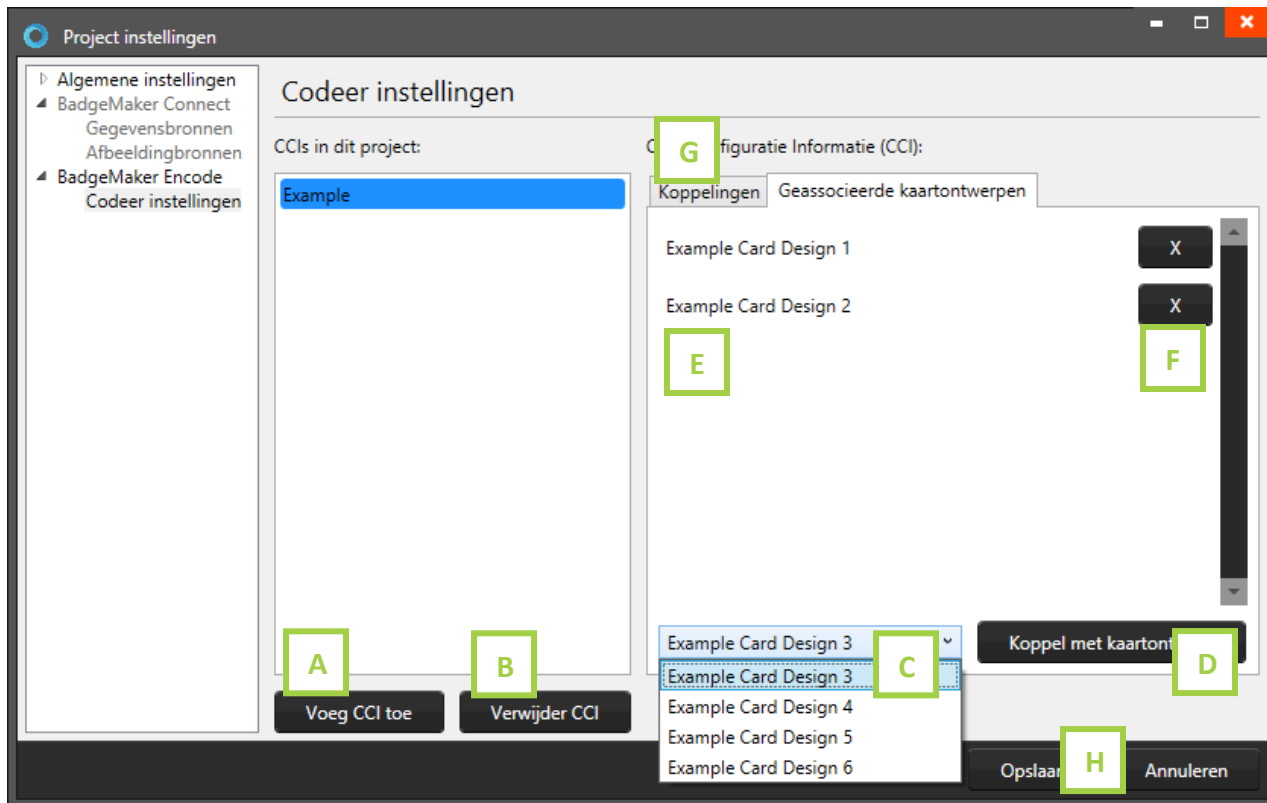 Project instellingen
Algemene instellingen
BadgeMaker Connect
Gegevensbronnen
Afbeeldingbronnen
BadgeMaker Encode
Codeer instellingen
Codeer instellingen
CCIs in dit project:
Example
A
B
Voeg CCI toe
Verwijder CCI
G
Informatie (CCI):
Koppelingen
Geassocieerde kaartontwerpen
Example Card Design 1
X
Example Card Design 2
X
E
F
Example Card Design 3
C
Koppel met
D
Example Card Design 3
Example Card Design 4
Example Card Design 5
Example Card Design 6
H
Annuleren